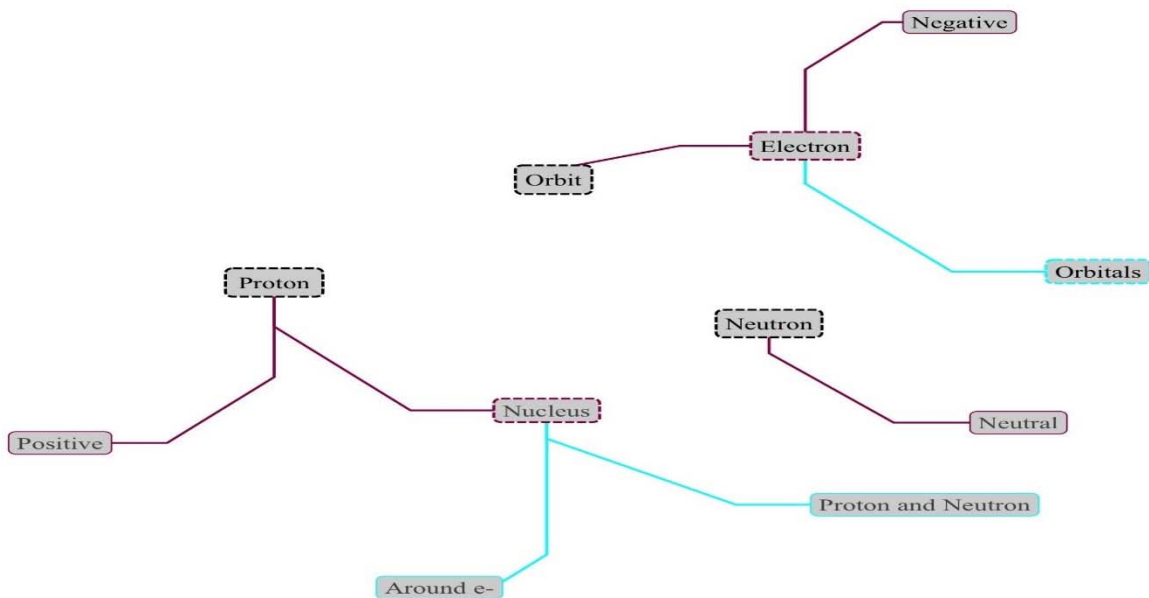 Negative
Electron
Orbit
Orbitals
Proton
Neutron
Nucleus
Neutral
Positive
Proton and Neutron
Around e-